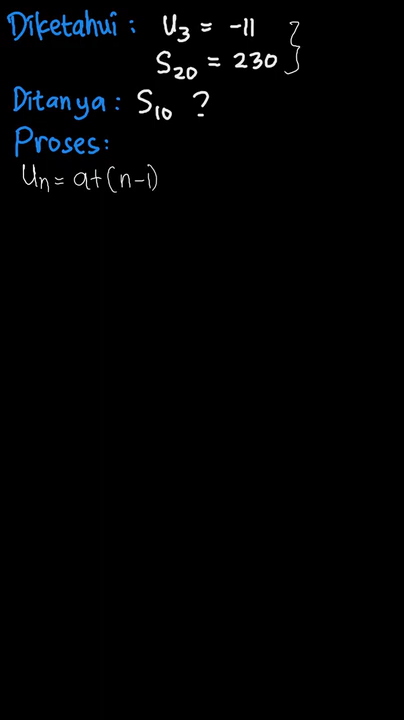 Diketahui : U₃ = -11
S₂₀ = 230
Ditanya : S₁₀ ?
Proses:
Un = a+(n-1)